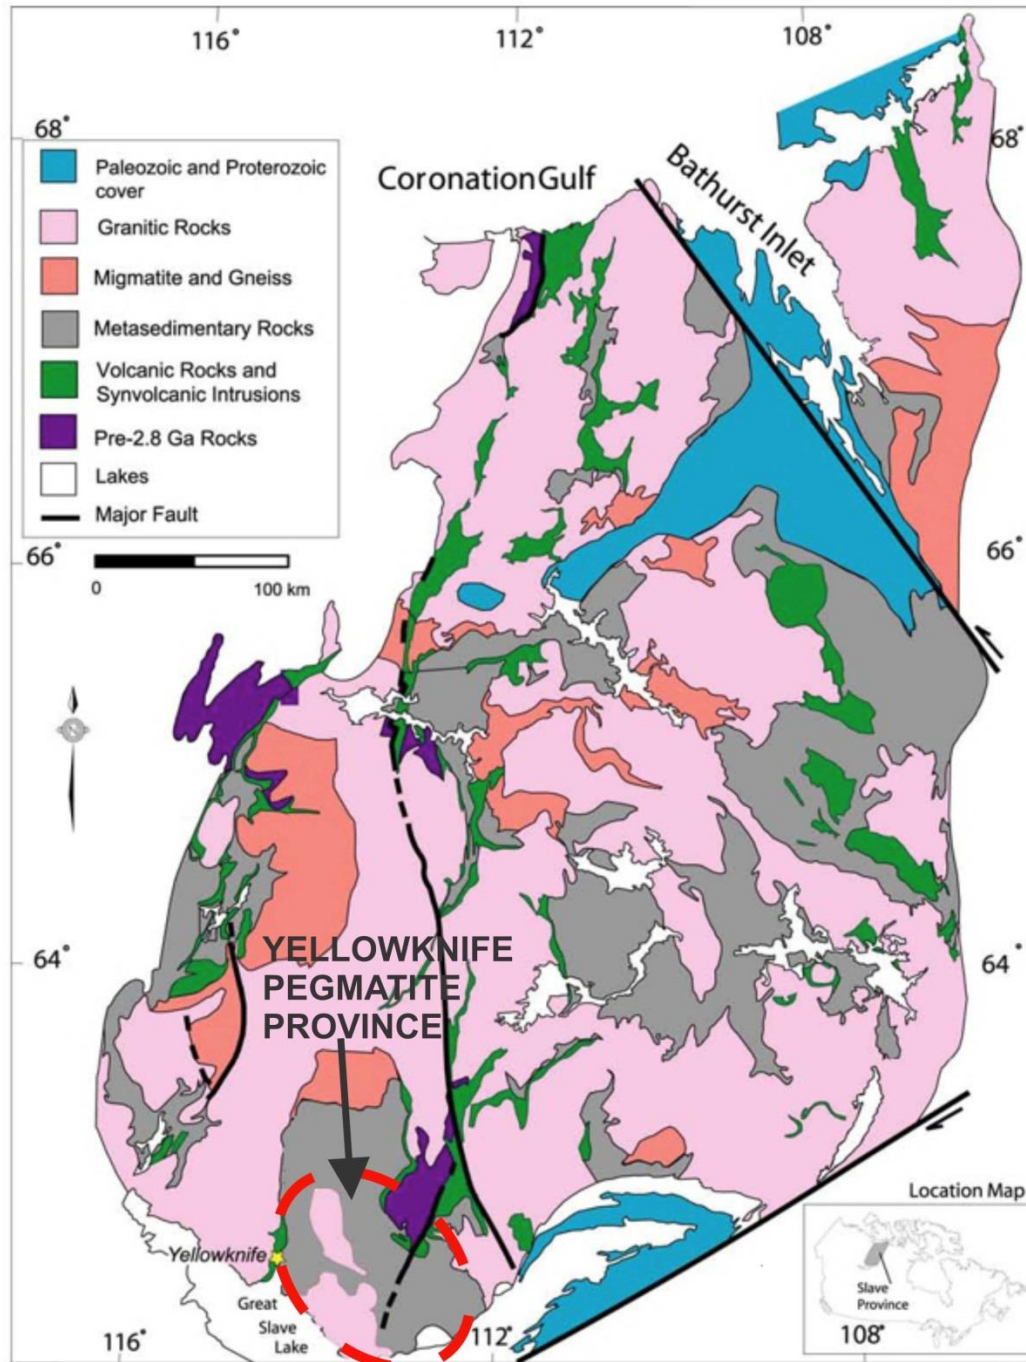 116°
112°
108°
68°
68°
Paleozoic and Proterozoic
cover
Granitic Rocks
Migmatite and Gneiss
Metasedimentary Rocks
Volcanic Rocks and
Synvolcanic Intrusions
Pre-2.8 Ga Rocks
Lakes
Major Fault
CoronationGulf
Bathurst Inlet
66°
66°
0
100 km
N
64°
64°
YELLOWKNIFE
PEGMATITE
PROVINCE
Yellowknife
Great
Slave
Lake
Location Map
Slave
Province
116°
112°
108°